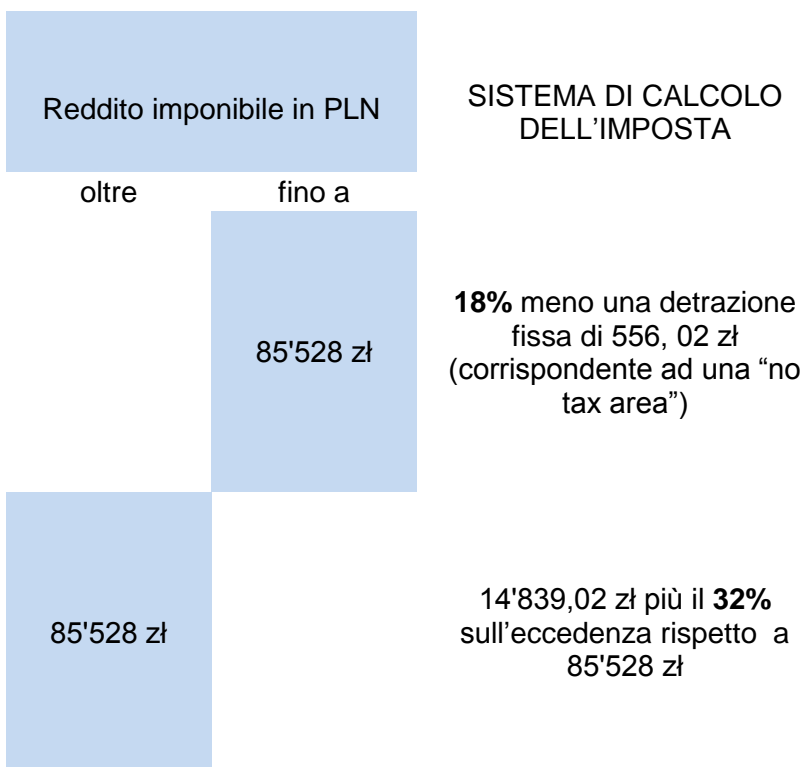 Reddito imponibile in PLN
SISTEMA DI CALCOLO
DELL’IMPOSTA
oltre
fino a
85'528 zł
18% meno una detrazione
fissa di 556, 02 zł
(corrispondente ad una “no
tax area”)
85'528 zł
14'839,02 zł più il 32%
sull’eccedenza rispetto a
85'528 zł